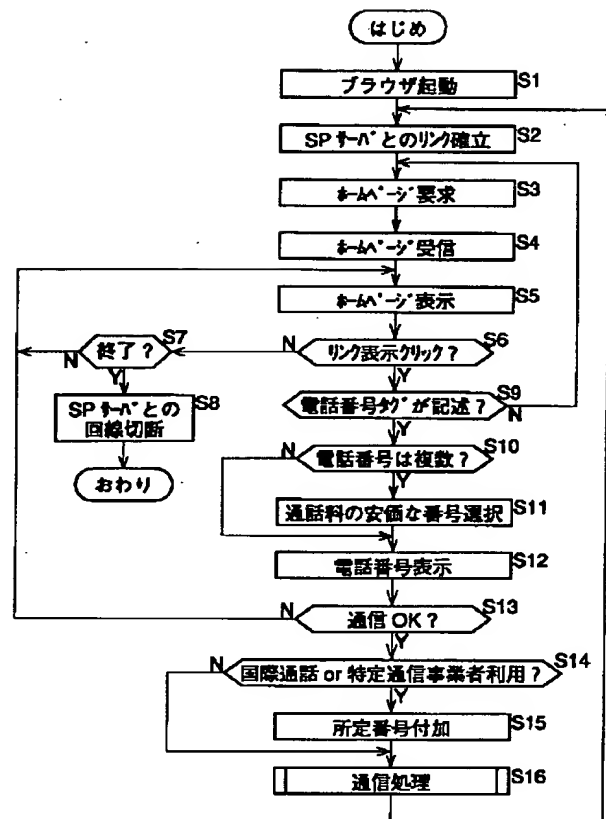 はじめ
ブラウザ起動 S1
SP サーバとのリンク確立 S2
ホームページ要求 S3
ホームページ受信 S4
ホームページ表示 S5
リンク表示クリック? S6
N
Y
終了? S7
N
Y
SP サーバとの
回線切断 S8
おわり
電話番号タグが記述? S9
N
Y
電話番号は複数? S10
N
Y
通話料の安価な番号選択 S11
電話番号表示 S12
通信 OK? S13
N
Y
国際通話 or 特定通信事業者利用? S14
N
Y
所定番号付加 S15
通信処理 S16